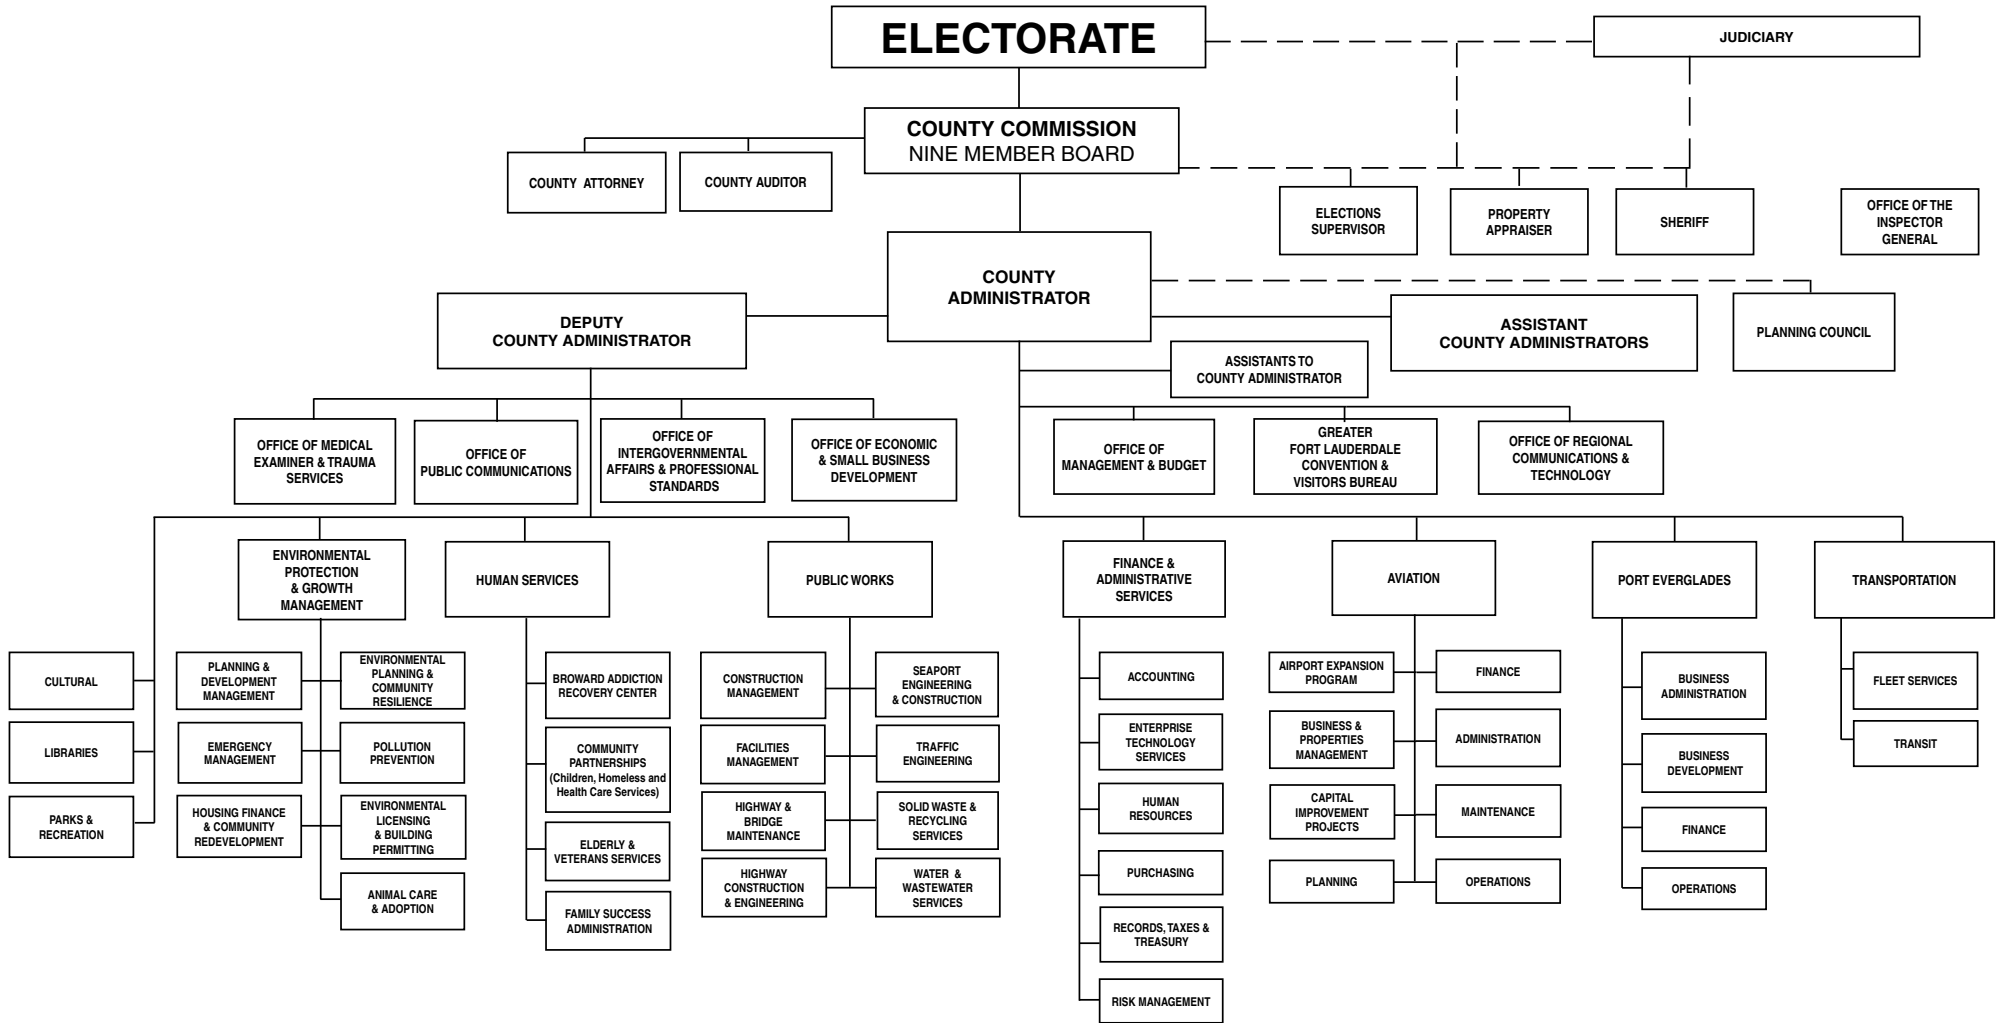 ELECTORATE
JUDICIARY
COUNTY COMMISSION
NINE MEMBER BOARD
COUNTY ATTORNEY
COUNTY AUDITOR
ELECTIONS
SUPERVISOR
PROPERTY
APPRAISER
SHERIFF
OFFICE OF THE
INSPECTOR
GENERAL
COUNTY
ADMINISTRATOR
DEPUTY
COUNTY ADMINISTRATOR
ASSISTANT
COUNTY ADMINISTRATORS
PLANNING COUNCIL
ASSISTANTS TO
COUNTY ADMINISTRATOR
OFFICE OF MEDICAL
EXAMINER & TRAUMA
SERVICES
OFFICE OF
PUBLIC COMMUNICATIONS
OFFICE OF
INTERGOVERNMENTAL
AFFAIRS & PROFESSIONAL
STANDARDS
OFFICE OF ECONOMIC
& SMALL BUSINESS
DEVELOPMENT
OFFICE OF
MANAGEMENT & BUDGET
GREATER
FORT LAUDERDALE
CONVENTION &
VISITORS BUREAU
OFFICE OF REGIONAL
COMMUNICATIONS &
TECHNOLOGY
ENVIRONMENTAL
PROTECTION
& GROWTH
MANAGEMENT
HUMAN SERVICES
PUBLIC WORKS
FINANCE &
ADMINISTRATIVE
SERVICES
AVIATION
PORT EVERGLADES
TRANSPORTATION
CULTURAL
LIBRARIES
PARKS &
RECREATION
PLANNING &
DEVELOPMENT
MANAGEMENT
EMERGENCY
MANAGEMENT
HOUSING FINANCE
& COMMUNITY
REDEVELOPMENT
ENVIRONMENTAL
PLANNING &
COMMUNITY
RESILIENCE
POLLUTION
PREVENTION
ENVIRONMENTAL
LICENSING
& BUILDING
PERMITTING
ANIMAL CARE
& ADOPTION
BROWARD ADDICTION
RECOVERY CENTER
COMMUNITY
PARTNERSHIPS
(Children, Homeless and
Health Care Services)
ELDERLY &
VETERANS SERVICES
FAMILY SUCCESS
ADMINISTRATION
CONSTRUCTION
MANAGEMENT
FACILITIES
MANAGEMENT
HIGHWAY &
BRIDGE
MAINTENANCE
HIGHWAY
CONSTRUCTION
& ENGINEERING
SEAPORT
ENGINEERING
& CONSTRUCTION
TRAFFIC
ENGINEERING
SOLID WASTE &
RECYCLING
SERVICES
WATER &
WASTEWATER
SERVICES
ACCOUNTING
ENTERPRISE
TECHNOLOGY
SERVICES
HUMAN
RESOURCES
PURCHASING
RECORDS, TAXES &
TREASURY
RISK MANAGEMENT
AIRPORT EXPANSION
PROGRAM
BUSINESS &
PROPERTIES
MANAGEMENT
CAPITAL
IMPROVEMENT
PROJECTS
PLANNING
FINANCE
ADMINISTRATION
MAINTENANCE
OPERATIONS
BUSINESS
ADMINISTRATION
BUSINESS
DEVELOPMENT
FINANCE
OPERATIONS
FLEET SERVICES
TRANSIT